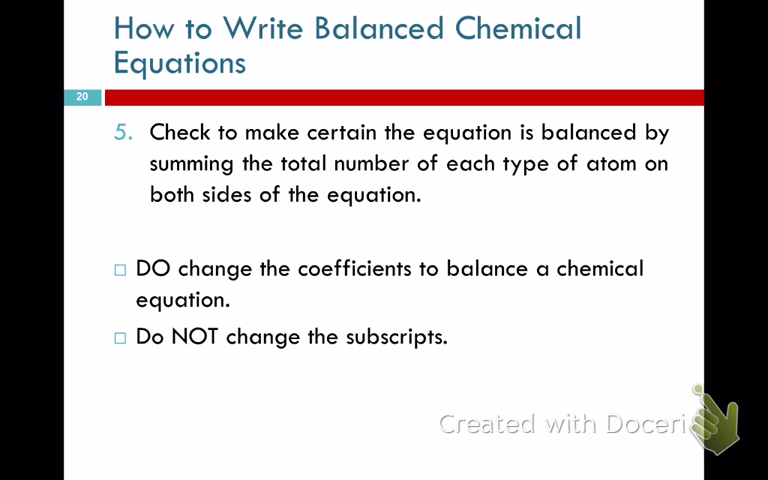 How to Write Balanced Chemical
Equations
20
5. Check to make certain the equation is balanced by
summing the total number of each type of atom on
both sides of the equation.
DO change the coefficients to balance a chemical
equation.
Do NOT change the subscripts.
Created with Doceri